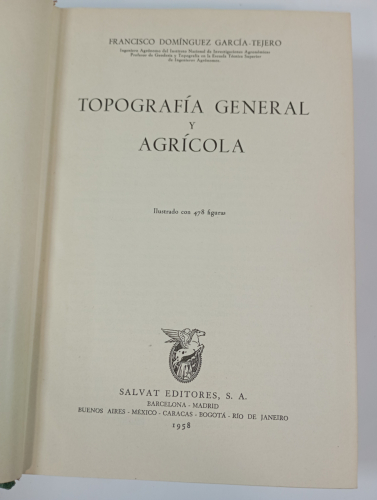 FRANCISCO DOMÍNGUEZ GARCÍA-TEJERO
Ingeniero Agrónomo del Instituto Nacional de Investigaciones Agronómicas
Profesor de Geodesia y Topografía en la Escuela Técnica Superior
de Ingenieros Agrónomos
TOPOGRAFÍA GENERAL
Y
AGRÍCOLA
Ilustrado con 478 figuras
SALVAT EDITORES, S. A.
BARCELONA - MADRID
BUENOS AIRES - MÉXICO - CARACAS - BOGOTÁ - RÍO DE JANEIRO
1958